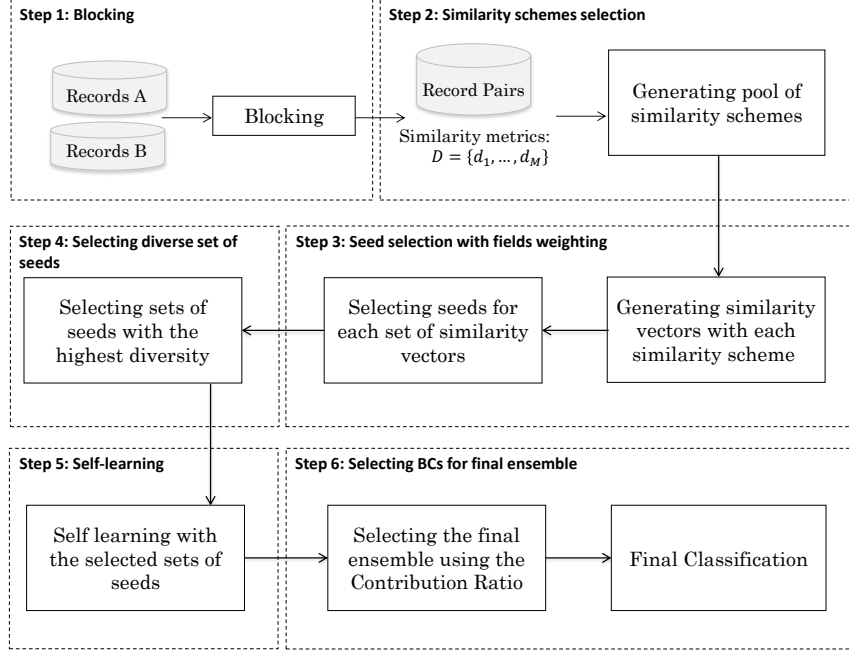 Step 1: Blocking
Records A
Records B
Blocking
Step 2: Similarity schemes selection
Record Pairs
Similarity metrics:
D = {d₁, … , d_M}
Generating pool of
similarity schemes
Step 4: Selecting diverse set of
seeds
Selecting sets of
seeds with the
highest diversity
Step 3: Seed selection with fields weighting
Selecting seeds for
each set of similarity
vectors
Generating similarity
vectors with each
similarity scheme
Step 5: Self-learning
Self learning with
the selected sets of
seeds
Step 6: Selecting BCs for final ensemble
Selecting the final
ensemble using the
Contribution Ratio
Final Classification